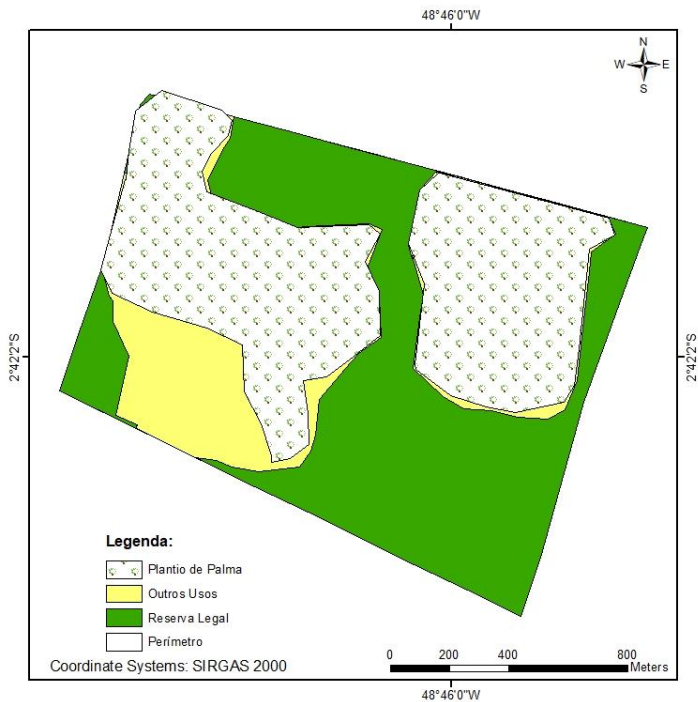 48°46'0"W
N
W E
S
2°42'2"S
2°42'2"S
Legenda:
Plantio de Palma
Outros Usos
Reserva Legal
Perímetro
Coordinate Systems: SIRGAS 2000
0 200 400 800
Meters
48°46'0"W